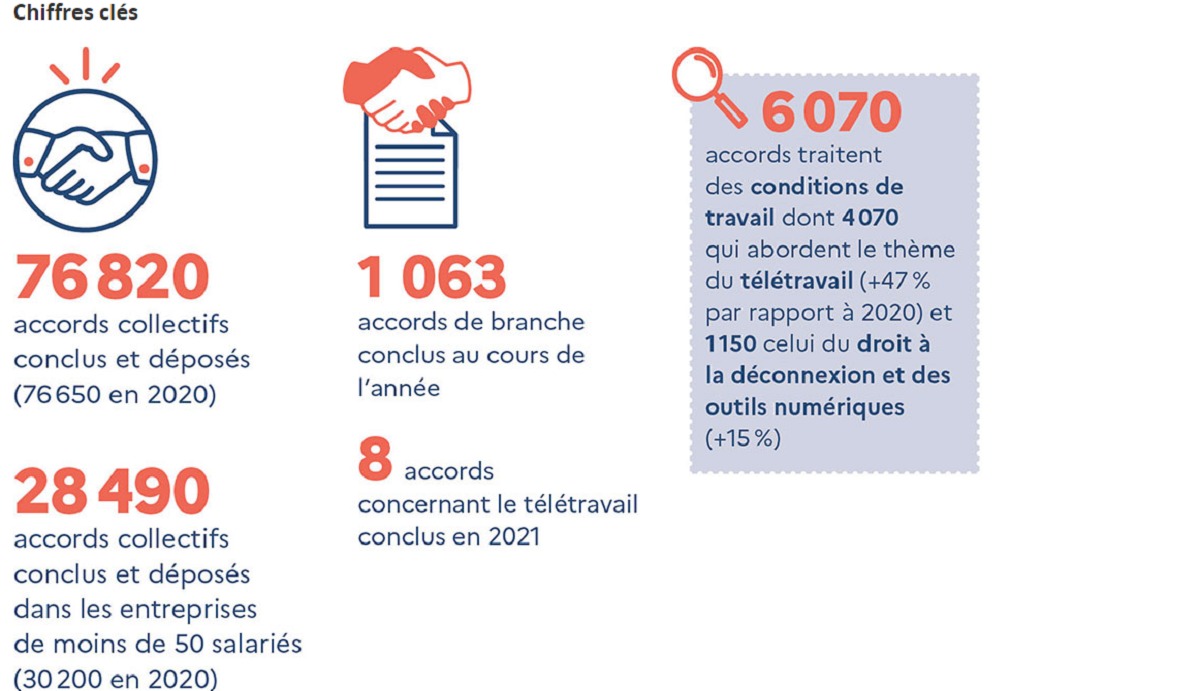 Chiffres clés
76 820
accords collectifs
conclus et déposés
(76 650 en 2020)
28 490
accords collectifs
conclus et déposés
dans les entreprises
de moins de 50 salariés
(30 200 en 2020)
1 063
accords de branche
conclus au cours de
l’année
8 accords
concernant le télétravail
conclus en 2021
6 070
accords traitent
des conditions de
travail dont 4 070
qui abordent le thème
du télétravail (+47 %
par rapport à 2020) et
1 150 celui du droit à
la déconnexion et des
outils numériques
(+15 %)